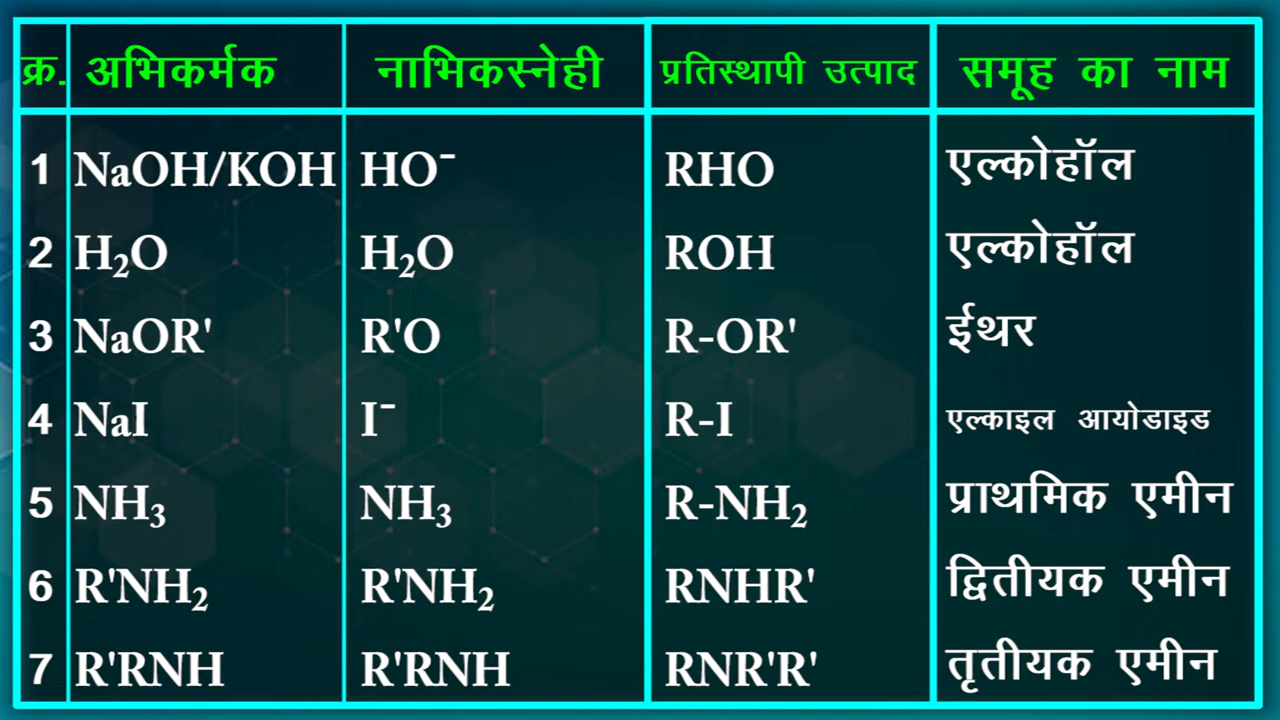 क्र. अभिकर्मक नाभिकस्नेही प्रतिस्थापी उत्पाद समूह का नाम
1 NaOH/KOH HO⁻ RHO एल्कोहॉल
2 H₂O H₂O ROH एल्कोहॉल
3 NaOR' R'O R-OR' ईथर
4 NaI I⁻ R-I एल्काइल आयोडाइड
5 NH₃ NH₃ R-NH₂ प्राथमिक एमीन
6 R'NH₂ R'NH₂ RNHR' द्वितीयक एमीन
7 R'RNH R'RNH RNR'R' तृतीयक एमीन